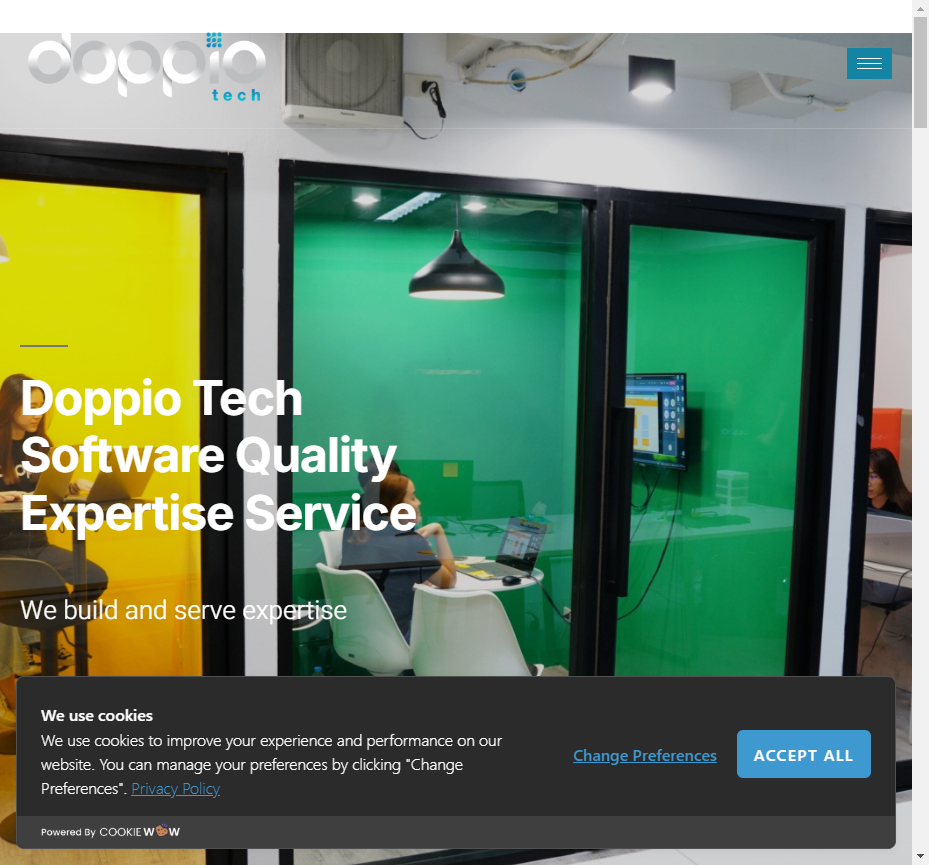 doppio
tech
Doppio Tech
Software Quality
Expertise Service
We build and serve expertise
We use cookies
We use cookies to improve your experience and performance on our
website. You can manage your preferences by clicking "Change
Preferences". Privacy Policy
Change Preferences
ACCEPT ALL
Powered By COOKIE WOW